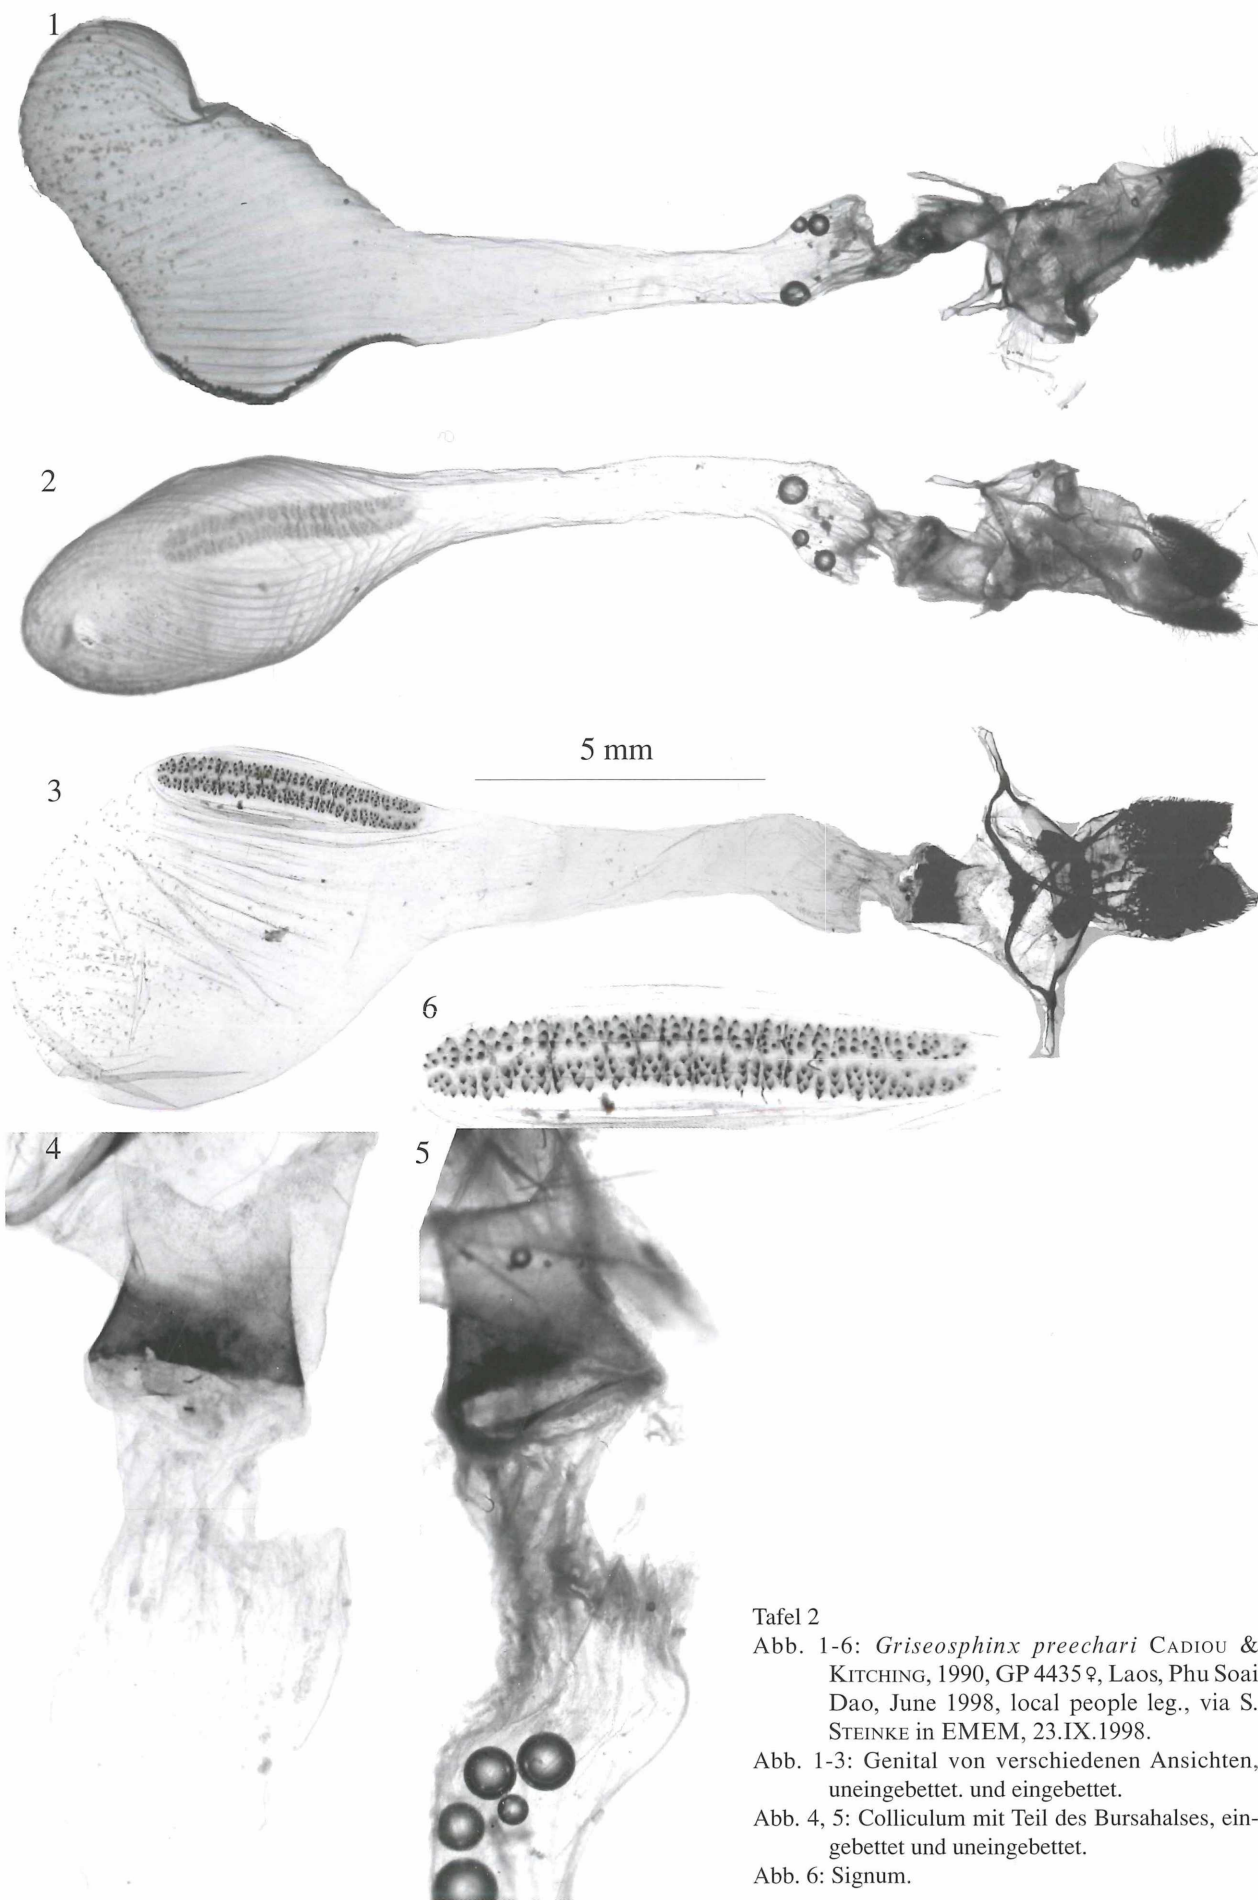 1
2
5 mm
3
6
4
5
Tafel 2
Abb. 1-6: Griseosphinx preechari CADIOU &
KITCHING, 1990, GP 4435 ♀, Laos, Phu Soai
Dao, June 1998, local people leg., via S.
STEINKE in EMEM, 23.IX.1998.
Abb. 1-3: Genital von verschiedenen Ansichten,
uneingebettet. und eingebettet.
Abb. 4, 5: Colliculum mit Teil des Bursahalses, ein-
gebettet und uneingebettet.
Abb. 6: Signum.